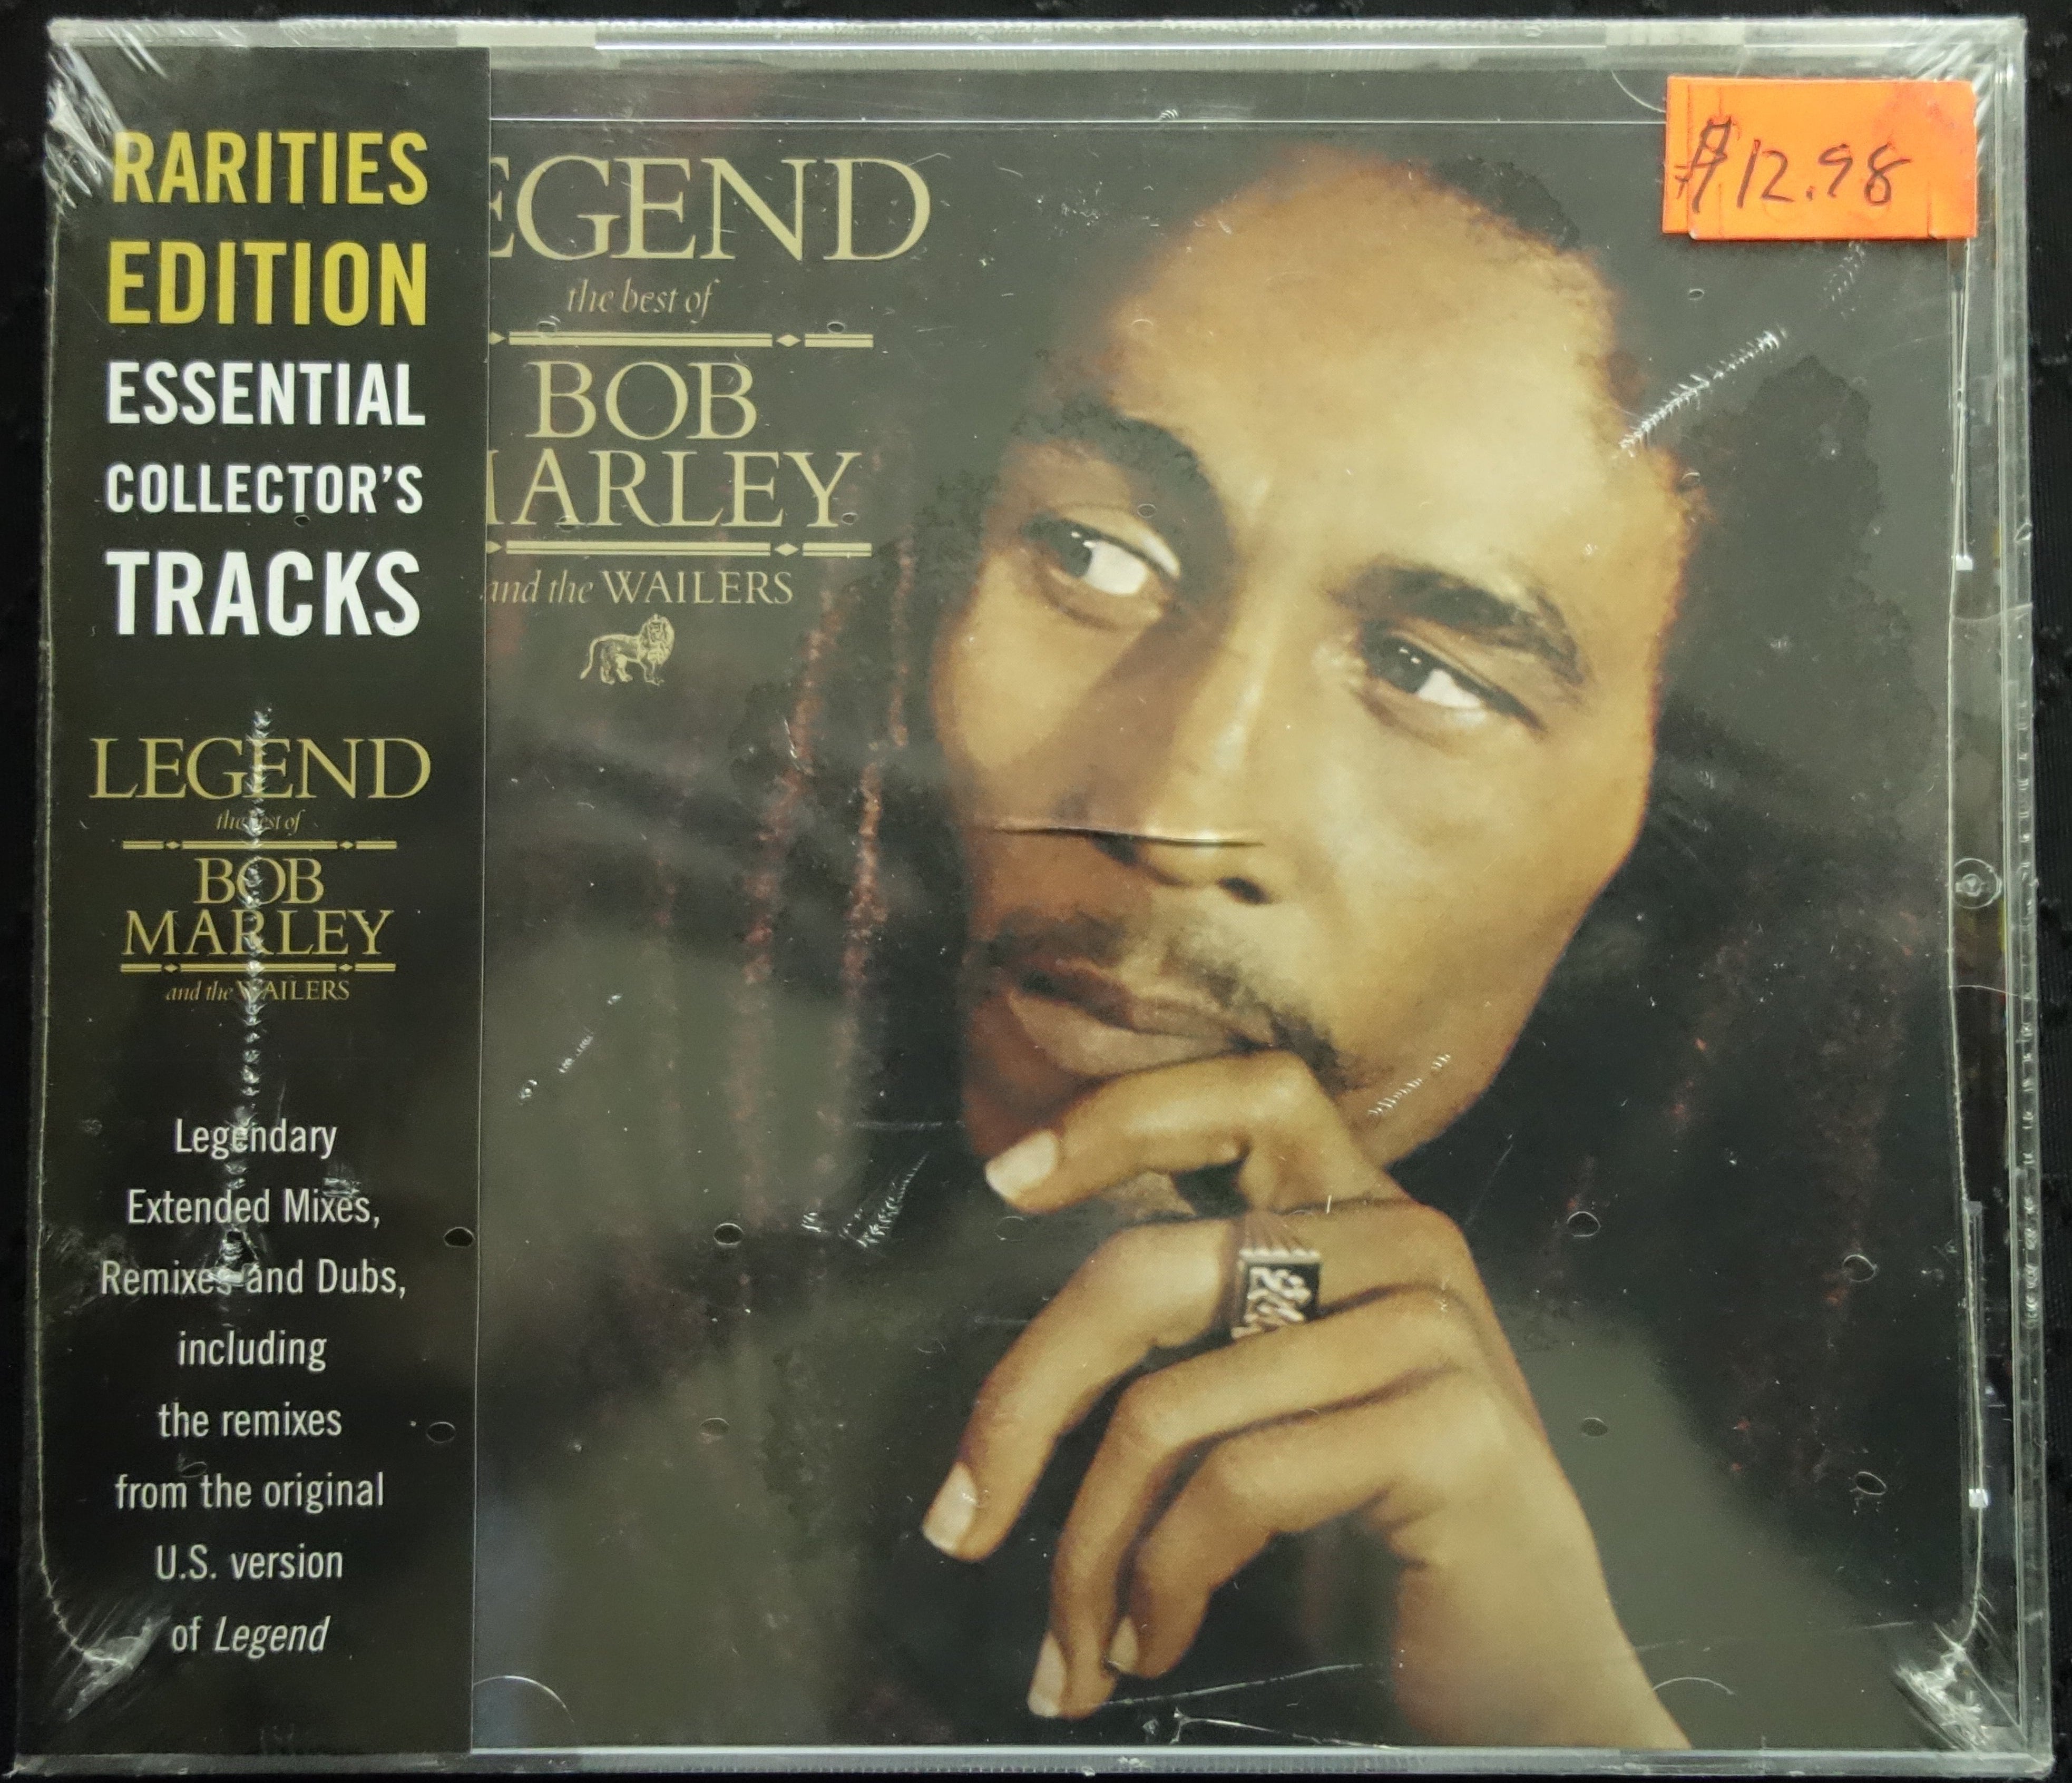 RARITIES
EDITION
ESSENTIAL
COLLECTOR'S
TRACKS
LEGEND
the best of
BOB
MARLEY
and the WAILERS
Legendary
Extended Mixes,
Remixes and Dubs,
including
the remixes
from the original
U.S. version
of Legend
EGEND
the best of
BOB
ARLEY
and the WAILERS
$12.98